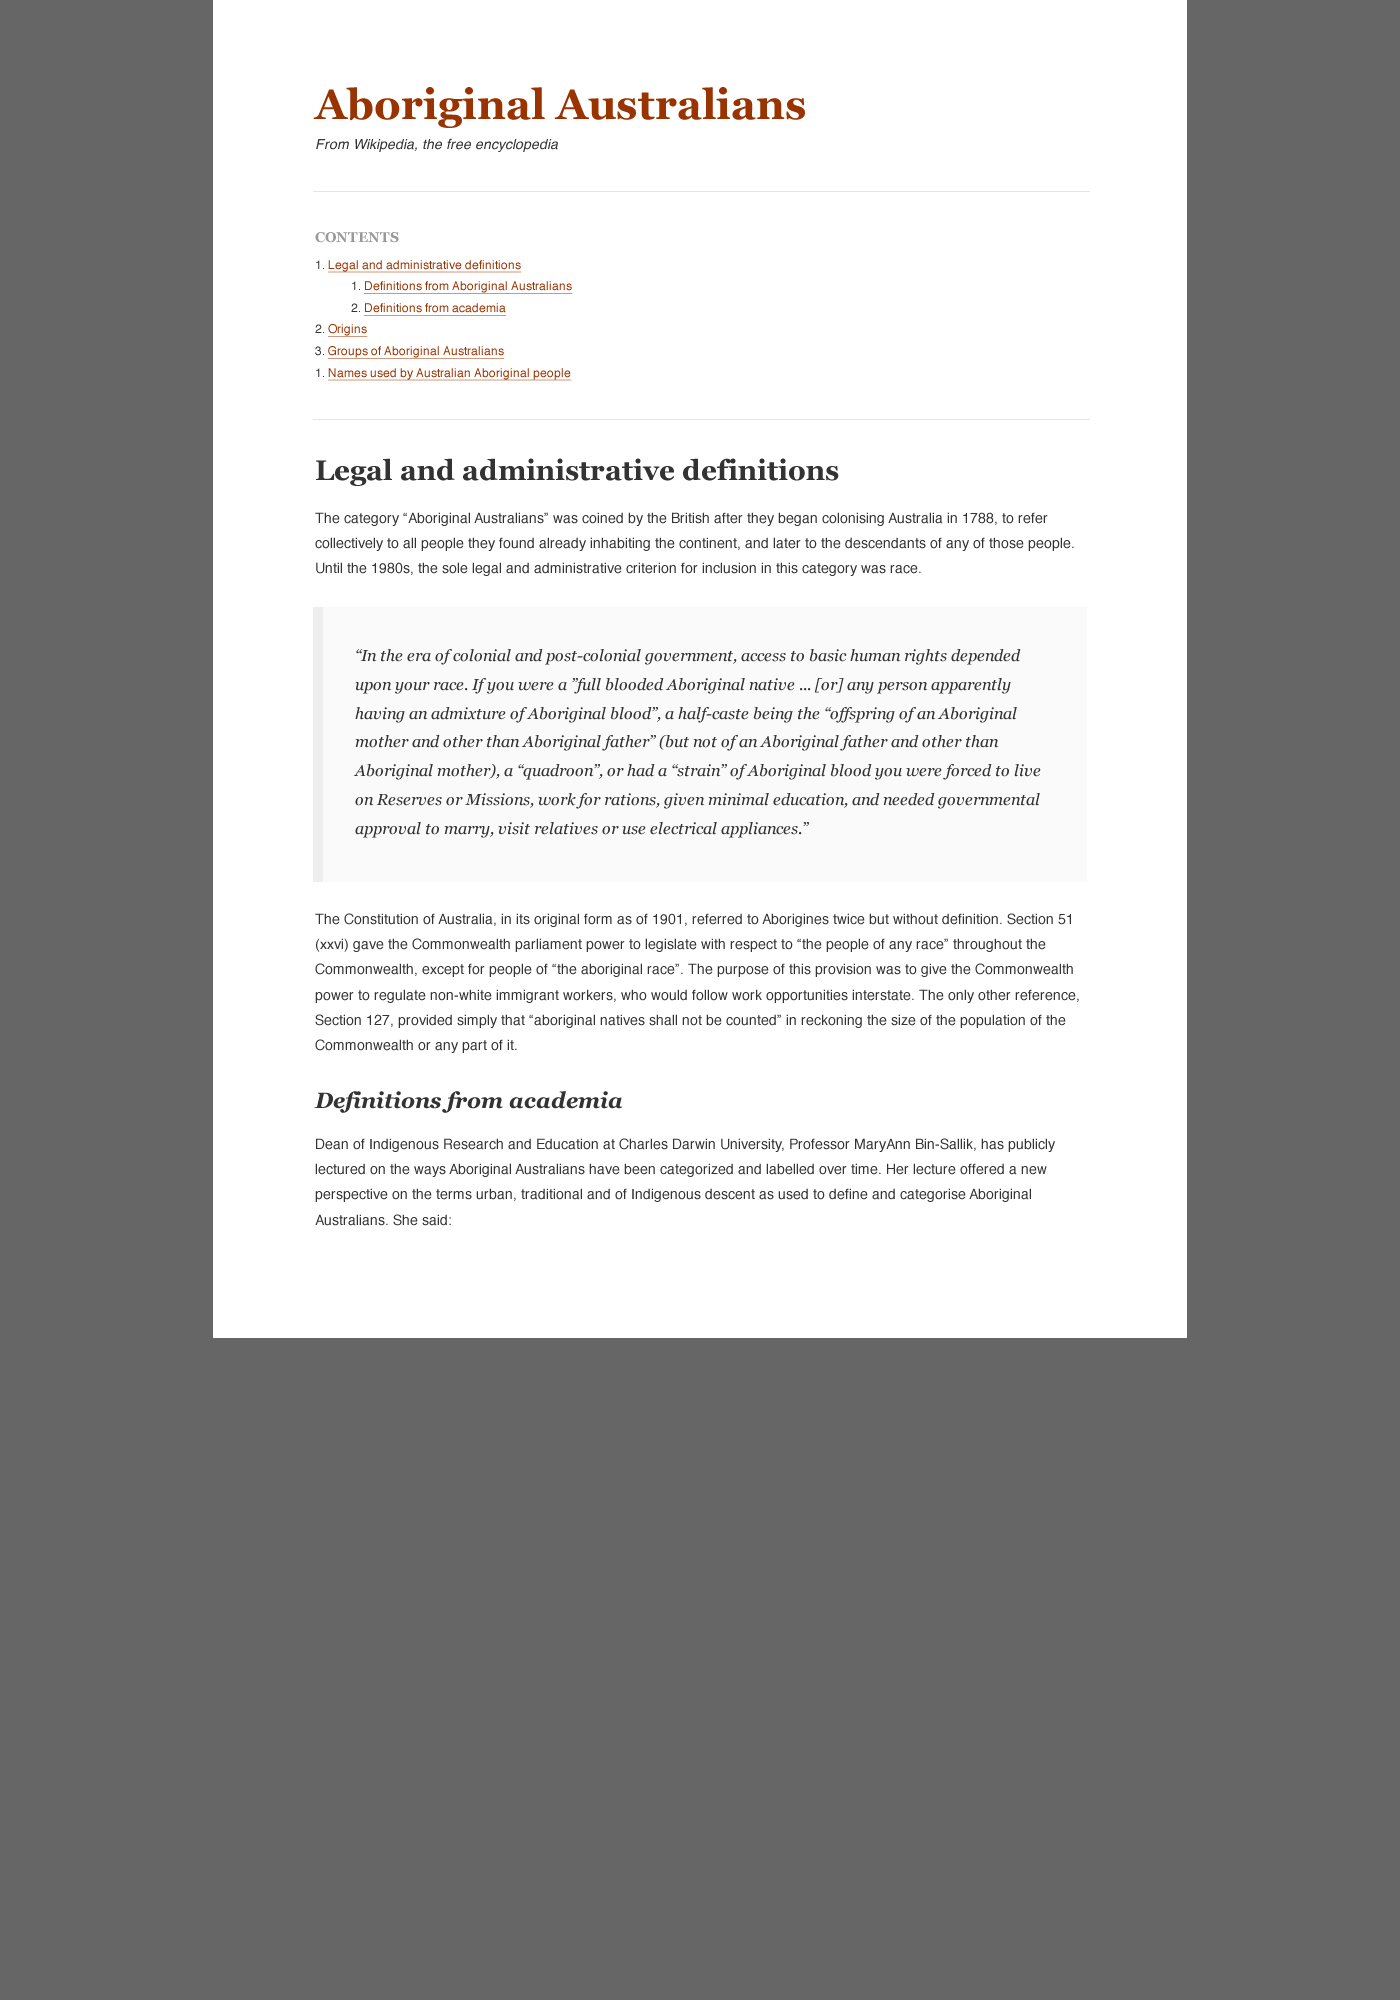 Aboriginal Australians
From Wikipedia, the free encyclopedia
CONTENTS
1. Legal and administrative definitions
1. Definitions from Aboriginal Australians
2. Definitions from academia
2. Origins
3. Groups of Aboriginal Australians
1. Names used by Australian Aboriginal people
Legal and administrative definitions
The category “Aboriginal Australians” was coined by the British after they began colonising Australia in 1788, to refer
collectively to all people they found already inhabiting the continent, and later to the descendants of any of those people.
Until the 1980s, the sole legal and administrative criterion for inclusion in this category was race.
“In the era of colonial and post-colonial government, access to basic human rights depended
upon your race. If you were a ”full blooded Aboriginal native ... [or] any person apparently
having an admixture of Aboriginal blood”, a half-caste being the “offspring of an Aboriginal
mother and other than Aboriginal father” (but not of an Aboriginal father and other than
Aboriginal mother), a “quadroon”, or had a “strain” of Aboriginal blood you were forced to live
on Reserves or Missions, work for rations, given minimal education, and needed governmental
approval to marry, visit relatives or use electrical appliances.”
The Constitution of Australia, in its original form as of 1901, referred to Aborigines twice but without definition. Section 51
(xxvi) gave the Commonwealth parliament power to legislate with respect to “the people of any race” throughout the
Commonwealth, except for people of “the aboriginal race”. The purpose of this provision was to give the Commonwealth
power to regulate non-white immigrant workers, who would follow work opportunities interstate. The only other reference,
Section 127, provided simply that “aboriginal natives shall not be counted” in reckoning the size of the population of the
Commonwealth or any part of it.
Definitions from academia
Dean of Indigenous Research and Education at Charles Darwin University, Professor MaryAnn Bin-Sallik, has publicly
lectured on the ways Aboriginal Australians have been categorized and labelled over time. Her lecture offered a new
perspective on the terms urban, traditional and of Indigenous descent as used to define and categorise Aboriginal
Australians. She said: